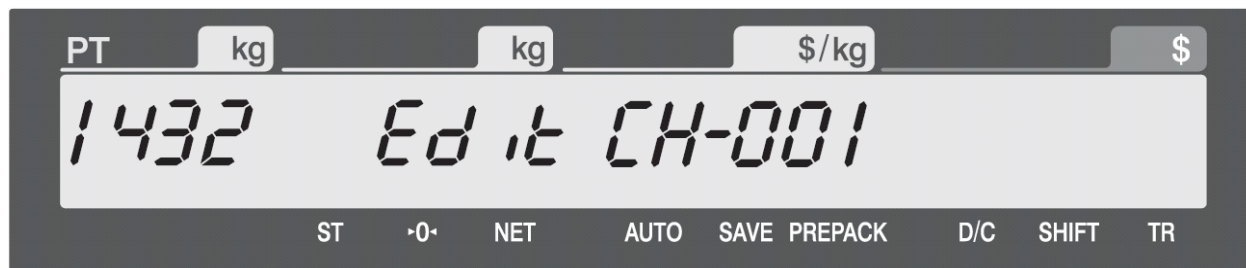 PT kg kg $/kg $
1432 Edit CH-001
ST ▸0◂ NET AUTO SAVE PREPACK D/C SHIFT TR